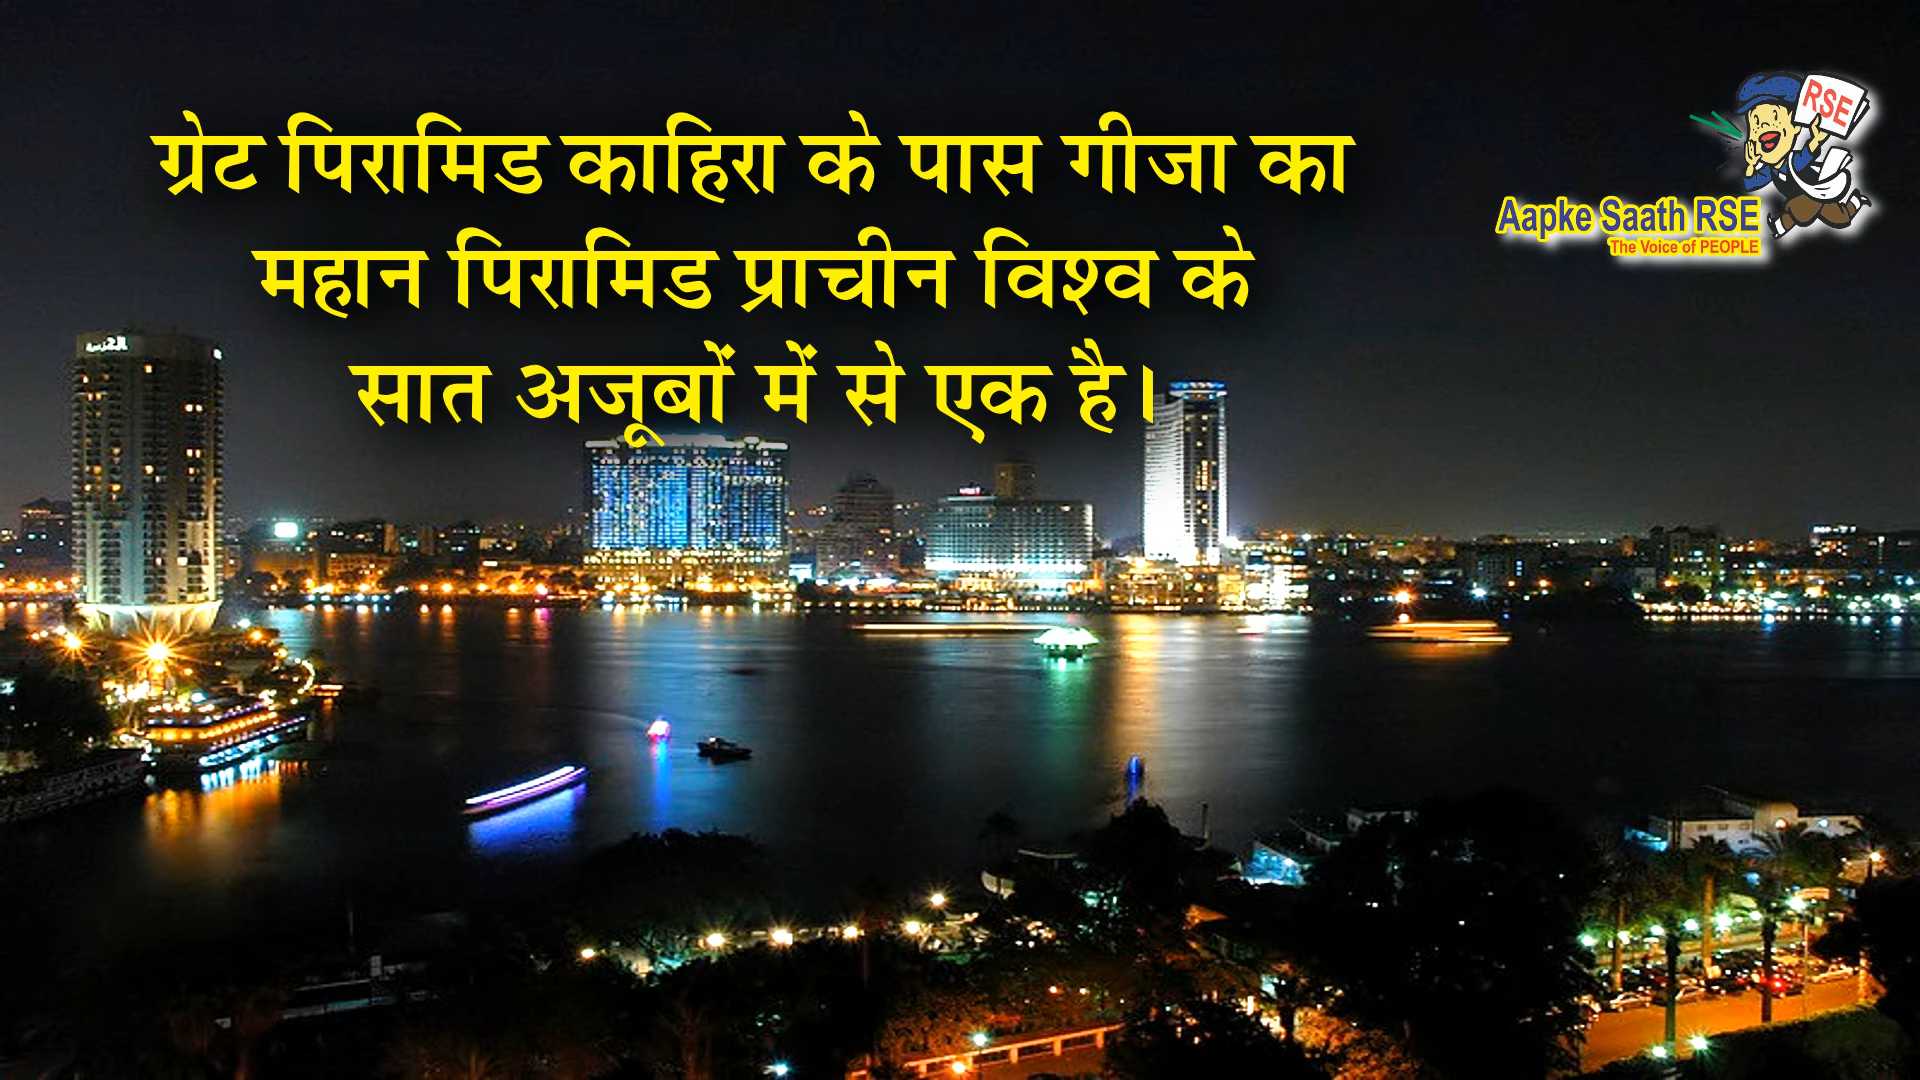 ग्रेट पिरामिड काहिरा के पास गीजा का
महान पिरामिड प्राचीन विश्व के
सात अजूबों में से एक है।
RSE
Aapke Saath RSE
The Voice of PEOPLE